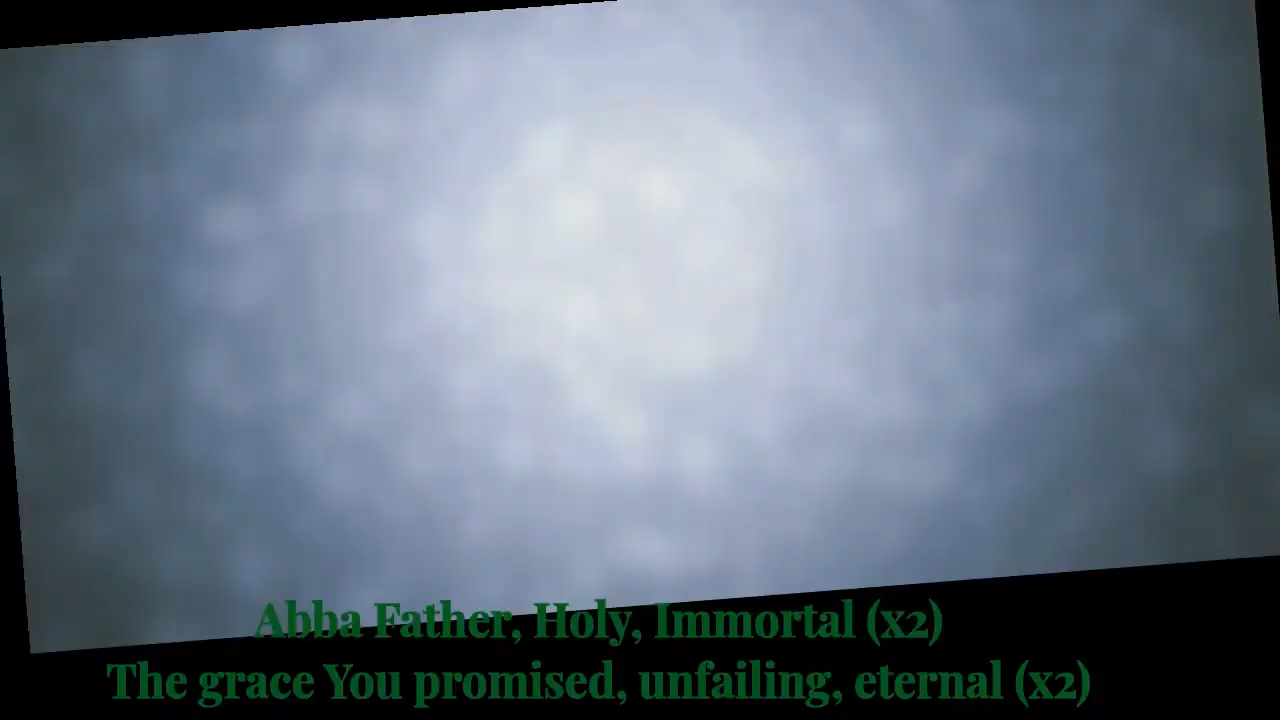 Abba Father, Holy, Immortal (x2)
The grace You promised, unfailing, eternal (x2)